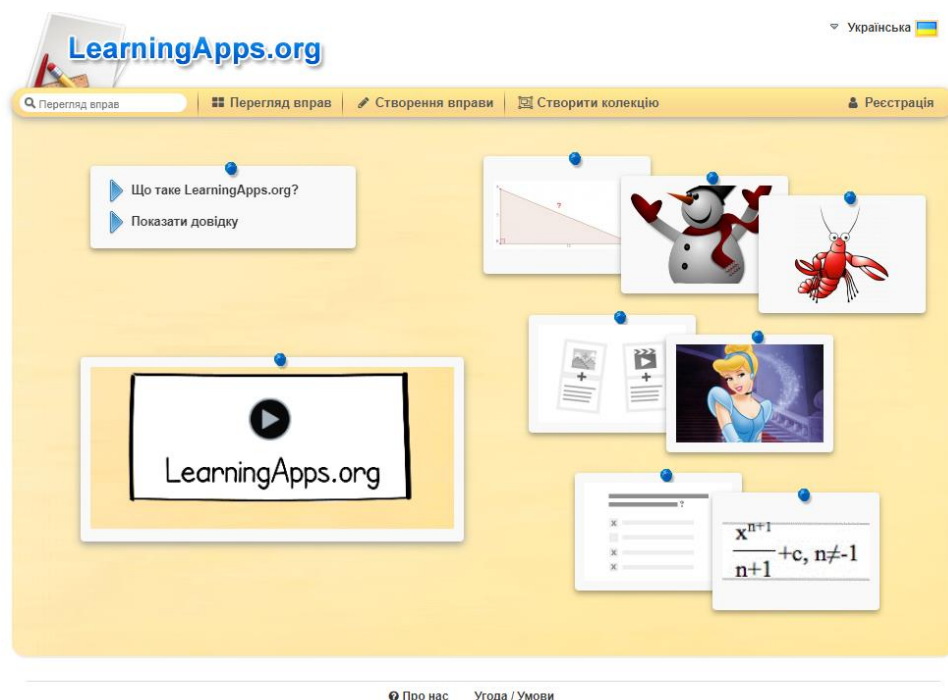 LearningApps.org
Українська
Перегляд вправ
Перегляд вправ
Створення вправи
Створити колекцію
Реєстрація
Що таке LearningApps.org?
Показати довідку
?
LearningApps.org
?
x^{n+1}
n+1
+c, n≠-1
Про нас
Угода / Умови